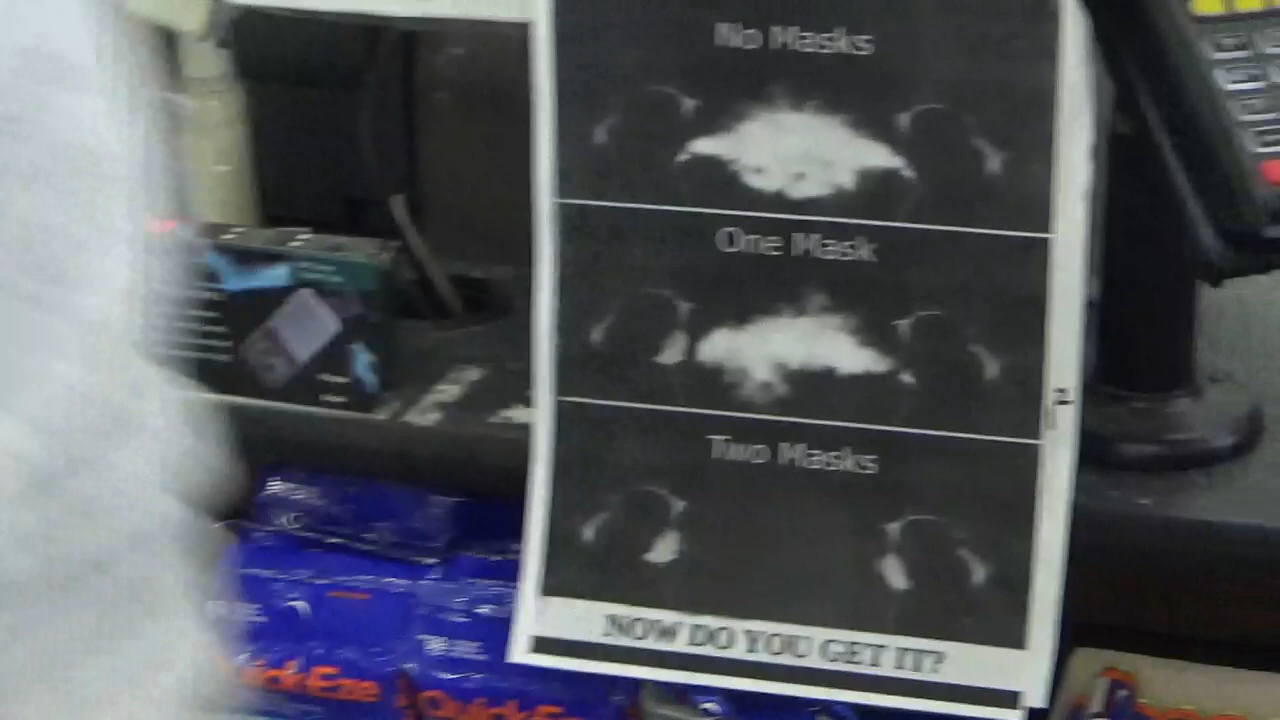 No Masks
One Mask
Two Masks
NOW DO YOU GET IT?
QuickEze
QuickEze